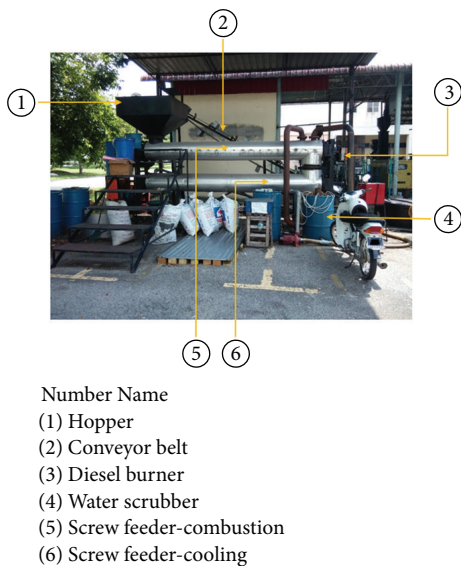 2
1
3
4
5 6
Number Name
(1) Hopper
(2) Conveyor belt
(3) Diesel burner
(4) Water scrubber
(5) Screw feeder-combustion
(6) Screw feeder-cooling